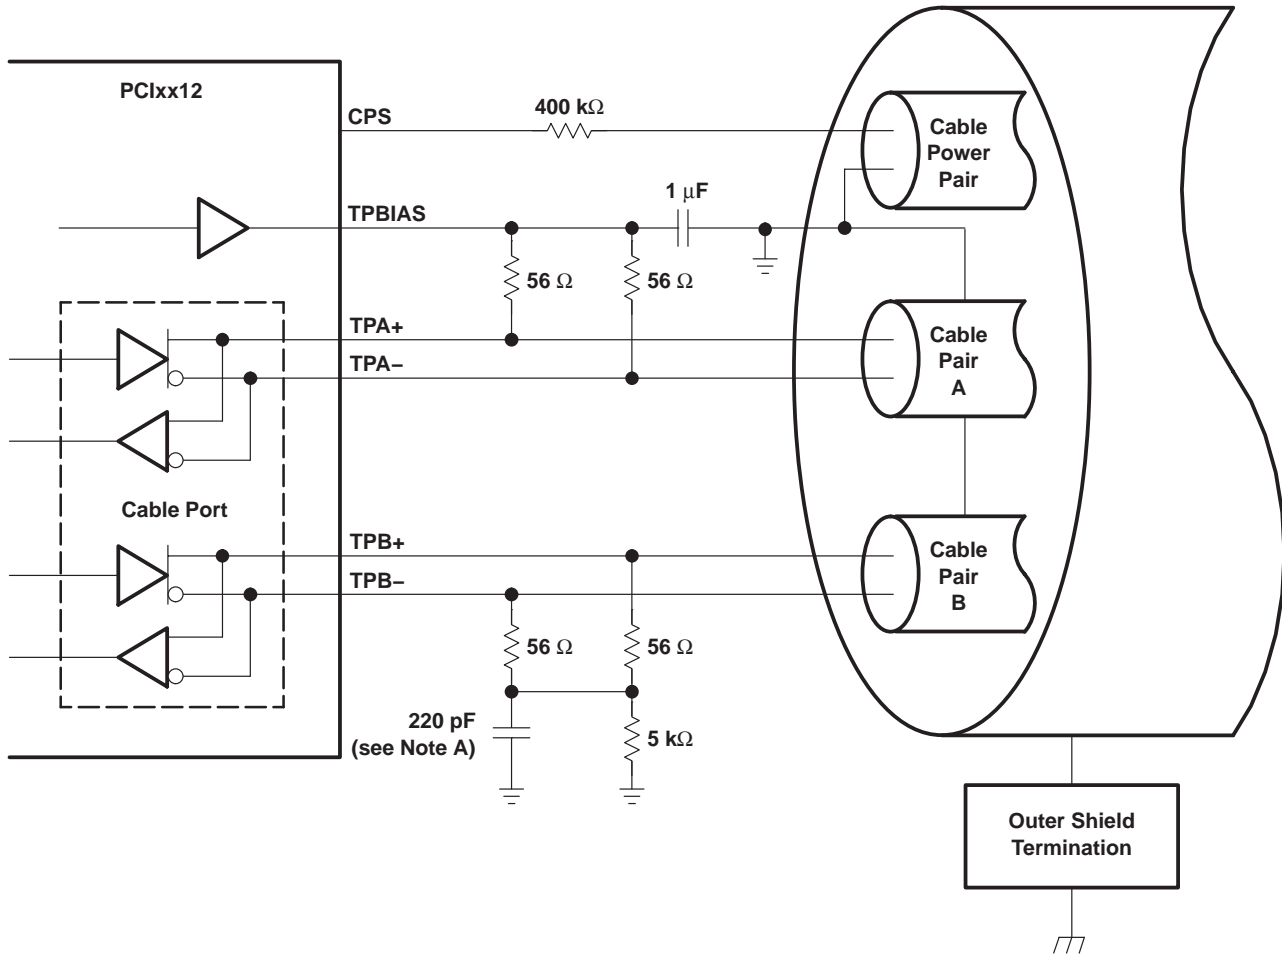 PCIxx12
CPS
400 kΩ
Cable
Power
Pair
TPBIAS
1 μF
56 Ω
56 Ω
TPA+
TPA−
Cable
Pair
A
Cable Port
TPB+
TPB−
Cable
Pair
B
56 Ω
56 Ω
220 pF
(see Note A)
5 kΩ
Outer Shield
Termination